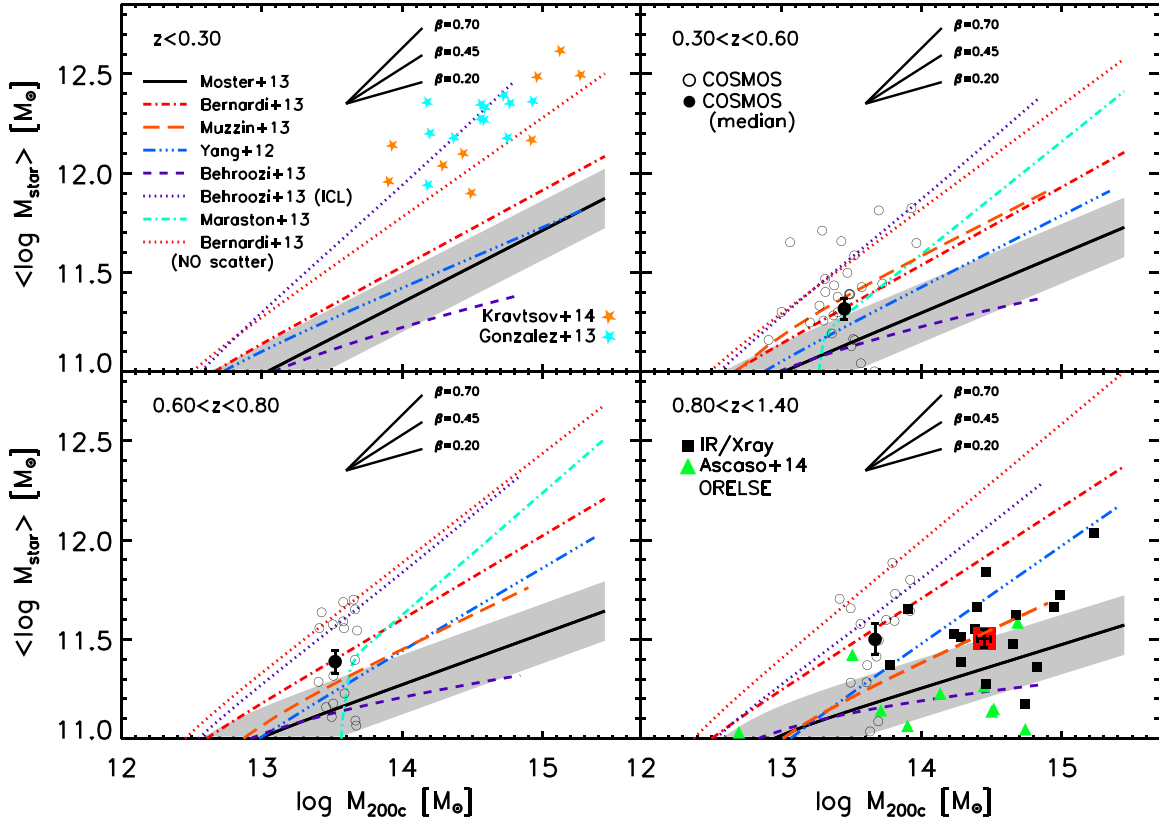 z<0.30
β=0.70
β=0.45
β=0.20
Moster+13
Bernardi+13
Muzzin+13
Yang+12
Behroozi+13
Behroozi+13 (ICL)
Maraston+13
Bernardi+13
(NO scatter)
Kravtsov+14
Gonzalez+13
12.5
12.0
11.5
11.0
<log M_star> [M_⊙]
0.30<z<0.60
β=0.70
β=0.45
β=0.20
COSMOS
COSMOS
(median)
0.60<z<0.80
β=0.70
β=0.45
β=0.20
12.5
12.0
11.5
11.0
<log M_star> [M_⊙]
12 13 14 15
log M_200c [M_⊙]
0.80<z<1.40
β=0.70
β=0.45
β=0.20
IR/Xray
Ascaso+14
ORELSE
12 13 14 15
log M_200c [M_⊙]